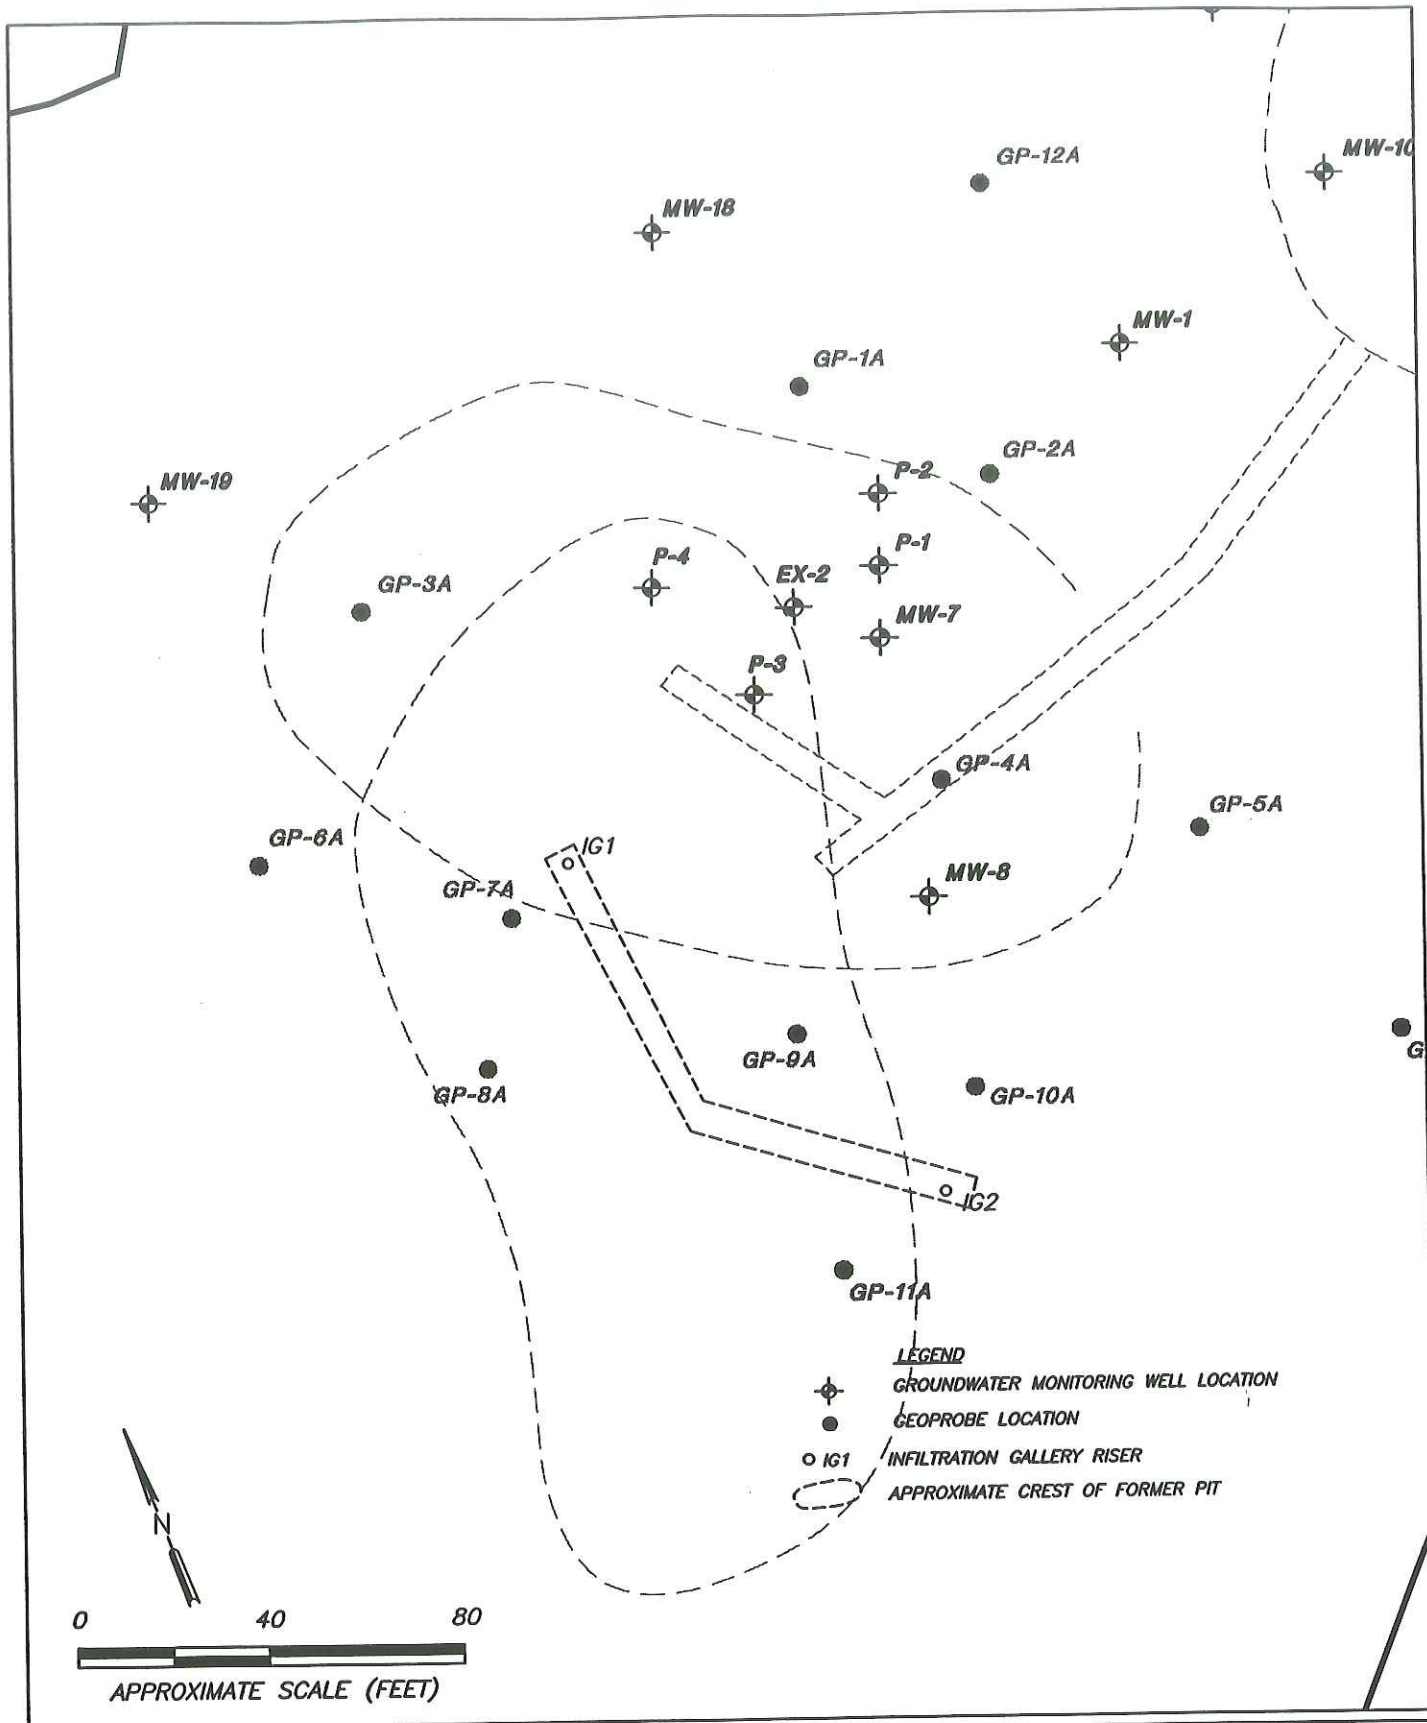 GP-12A
MW-10
MW-18
MW-1
GP-1A
GP-2A
P-2
MW-19
P-1
P-4
EX-2
GP-3A
MW-7
P-3
GP-4A
GP-5A
GP-6A
IG1
MW-8
GP-7A
GP-9A
G
GP-8A
GP-10A
IG2
GP-11A
LEGEND
GROUNDWATER MONITORING WELL LOCATION
GEOPROBE LOCATION
IG1 INFILTRATION GALLERY RISER
APPROXIMATE CREST OF FORMER PIT
N
0 40 80
APPROXIMATE SCALE (FEET)